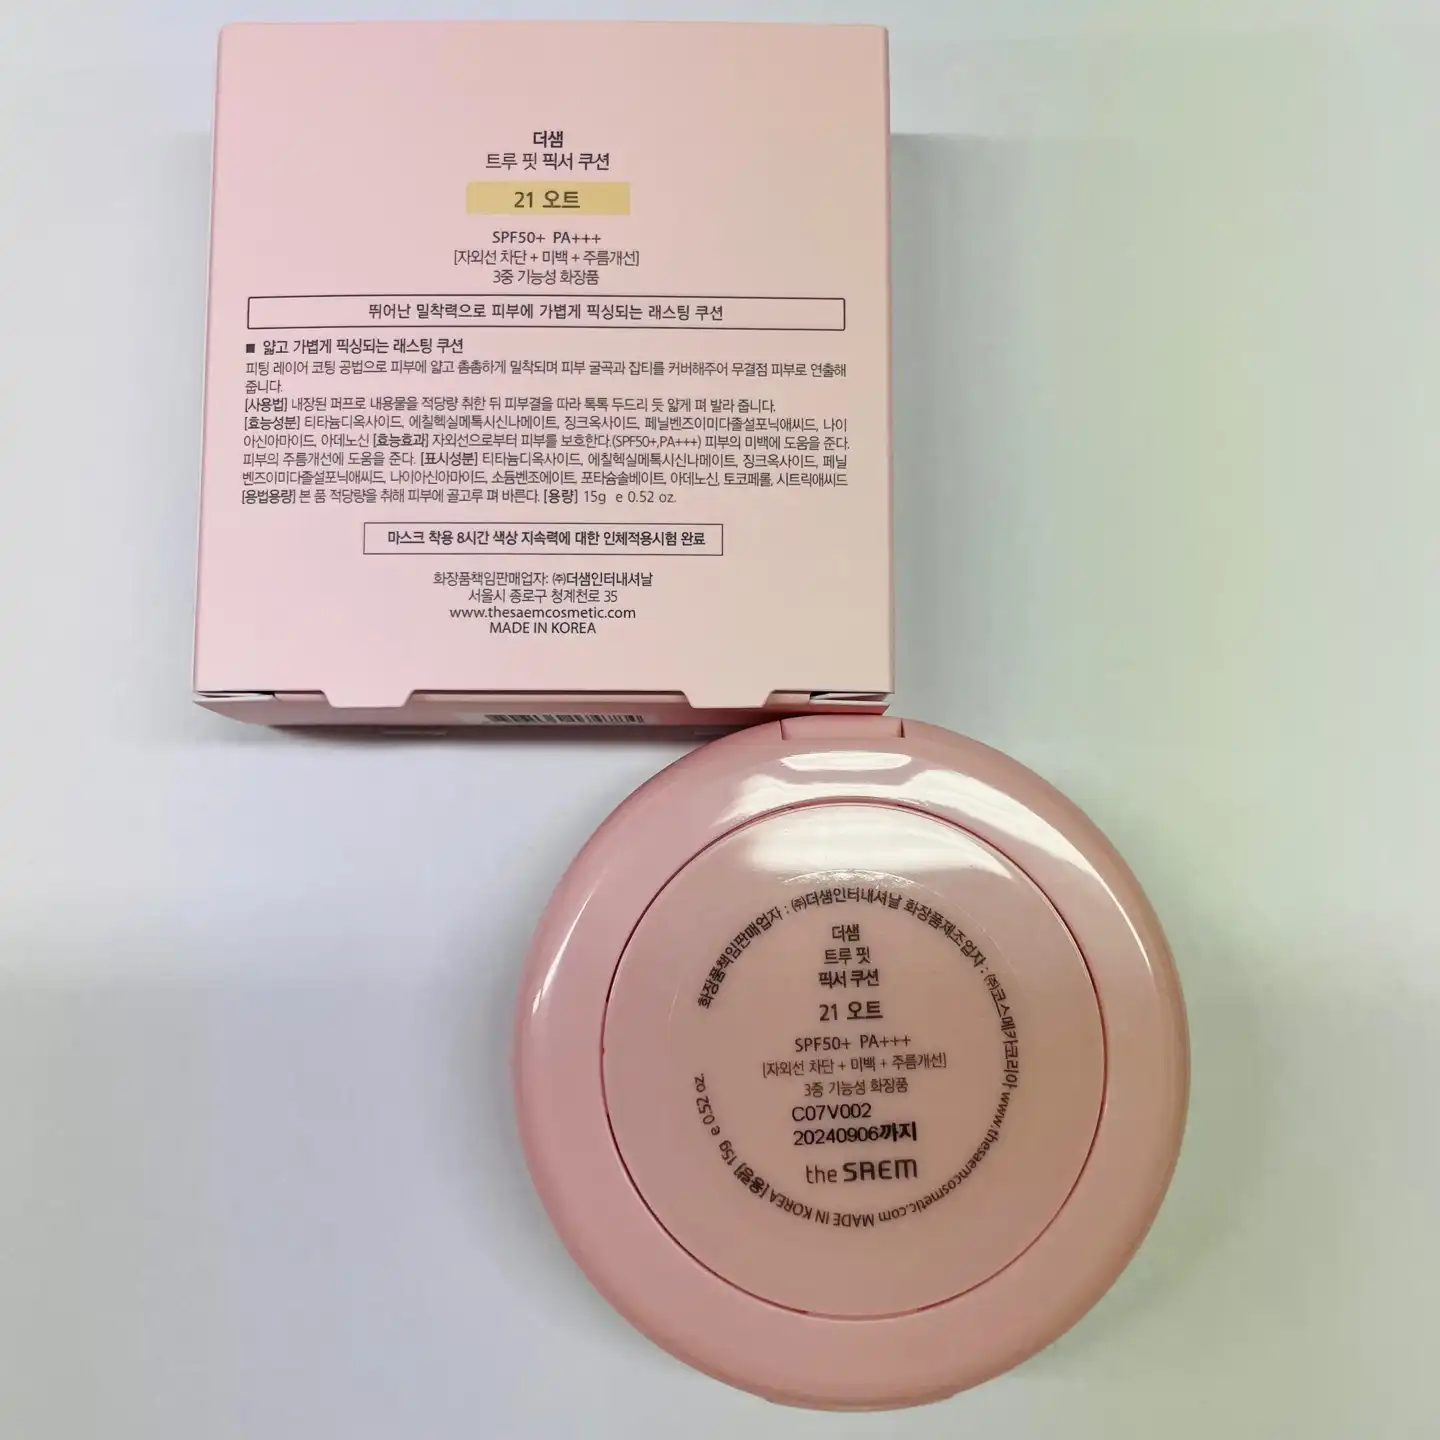 더샘
트루 핏 픽서 쿠션
21 오트
SPF50+ PA+++
[자외선 차단 + 미백 + 주름개선]
3중 기능성 화장품
뛰어난 밀착력으로 피부에 가볍게 픽싱되는 래스팅 쿠션
■ 얇고 가볍게 픽싱되는 래스팅 쿠션
피팅 레이어 코팅 공법으로 피부에 얇고 촘촘하게 밀착되며 피부 굴곡과 잡티를 커버해주어 무결점 피부로 연출해
줍니다.
[사용법] 내장된 퍼프로 내용물을 적당량 취한 뒤 피부결을 따라 톡톡 두드리 듯 얇게 펴 발라 줍니다.
[효능성분] 티타늄디옥사이드, 에칠헥실메톡시신나메이트, 징크옥사이드, 페닐벤즈이미다졸설포닉애씨드, 나이
아신아마이드, 아데노신 [효능효과] 자외선으로부터 피부를 보호한다.(SPF50+,PA+++) 피부의 미백에 도움을 준다.
피부의 주름개선에 도움을 준다. [표시성분] 티타늄디옥사이드, 에칠헥실메톡시신나메이트, 징크옥사이드, 페닐
벤즈이미다졸설포닉애씨드, 나이아신아마이드, 소듐벤조에이트, 포타슘솔베이트, 아데노신, 토코페롤, 시트릭애씨드
[용법용량] 본 품 적당량을 취해 피부에 골고루 펴 바른다. [용량] 15g e 0.52 oz.
마스크 착용 8시간 색상 지속력에 대한 인체적용시험 완료
화장품책임판매업자: ㈜더샘인터내셔날
서울시 종로구 청계천로 35
www.thesaemcosmetic.com
MADE IN KOREA
화장품책임판매업자 : ㈜더샘인터내셔날 화장품제조업자 : ㈜코스메카코리아 www.thesaemcosmetic.com MADE IN KOREA [용량] 15g e 0.52 oz.
더샘
트루 핏
픽서 쿠션
21 오트
SPF50+ PA+++
[자외선 차단 + 미백 + 주름개선]
3중 기능성 화장품
C07V002
20240906까지
the SAEM